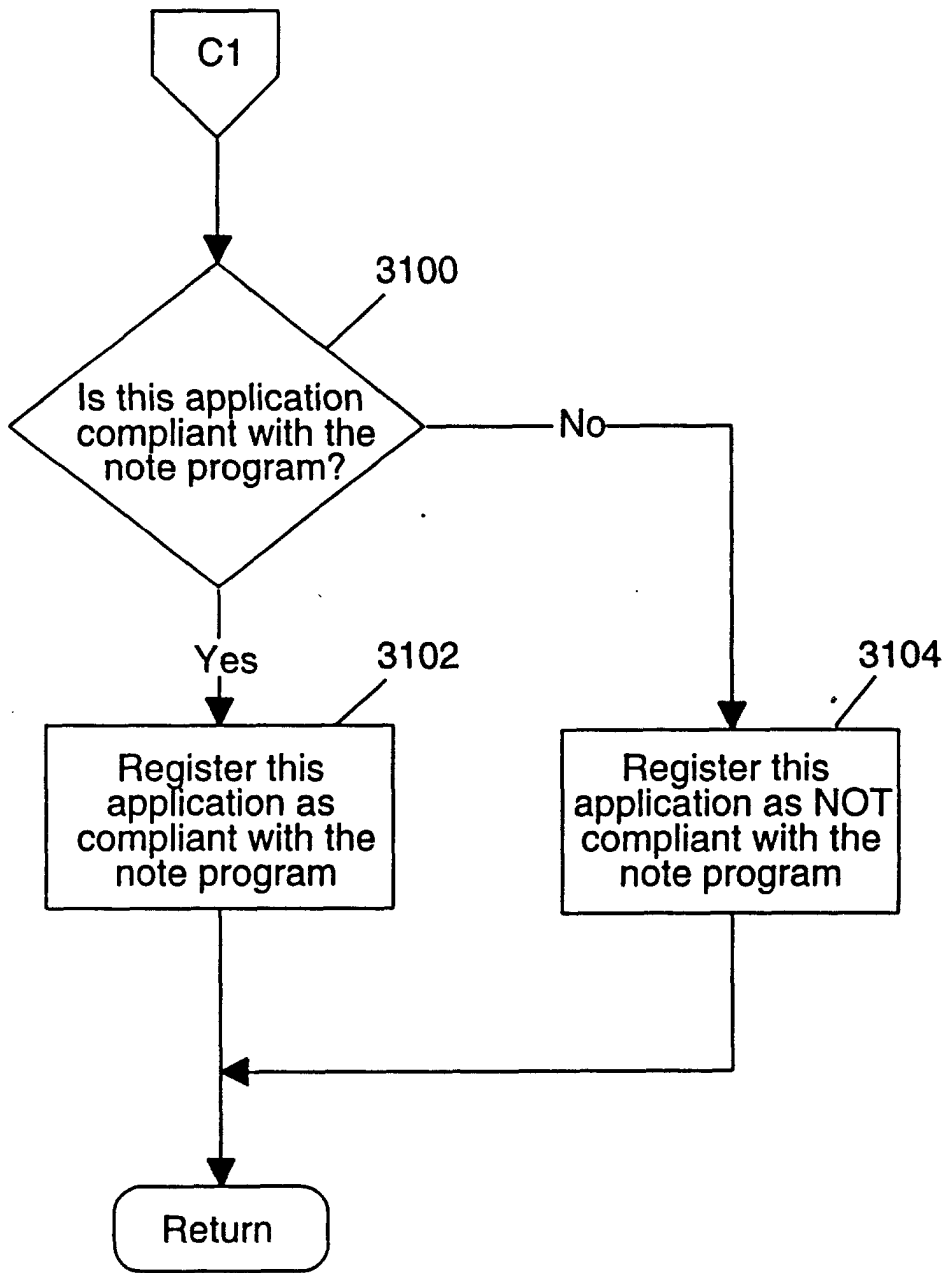 C1
3100
Is this application
compliant with the
note program?
No
Yes
3102
3104
Register this
application as
compliant with the
note program
Register this
application as NOT
compliant with the
note program
Return